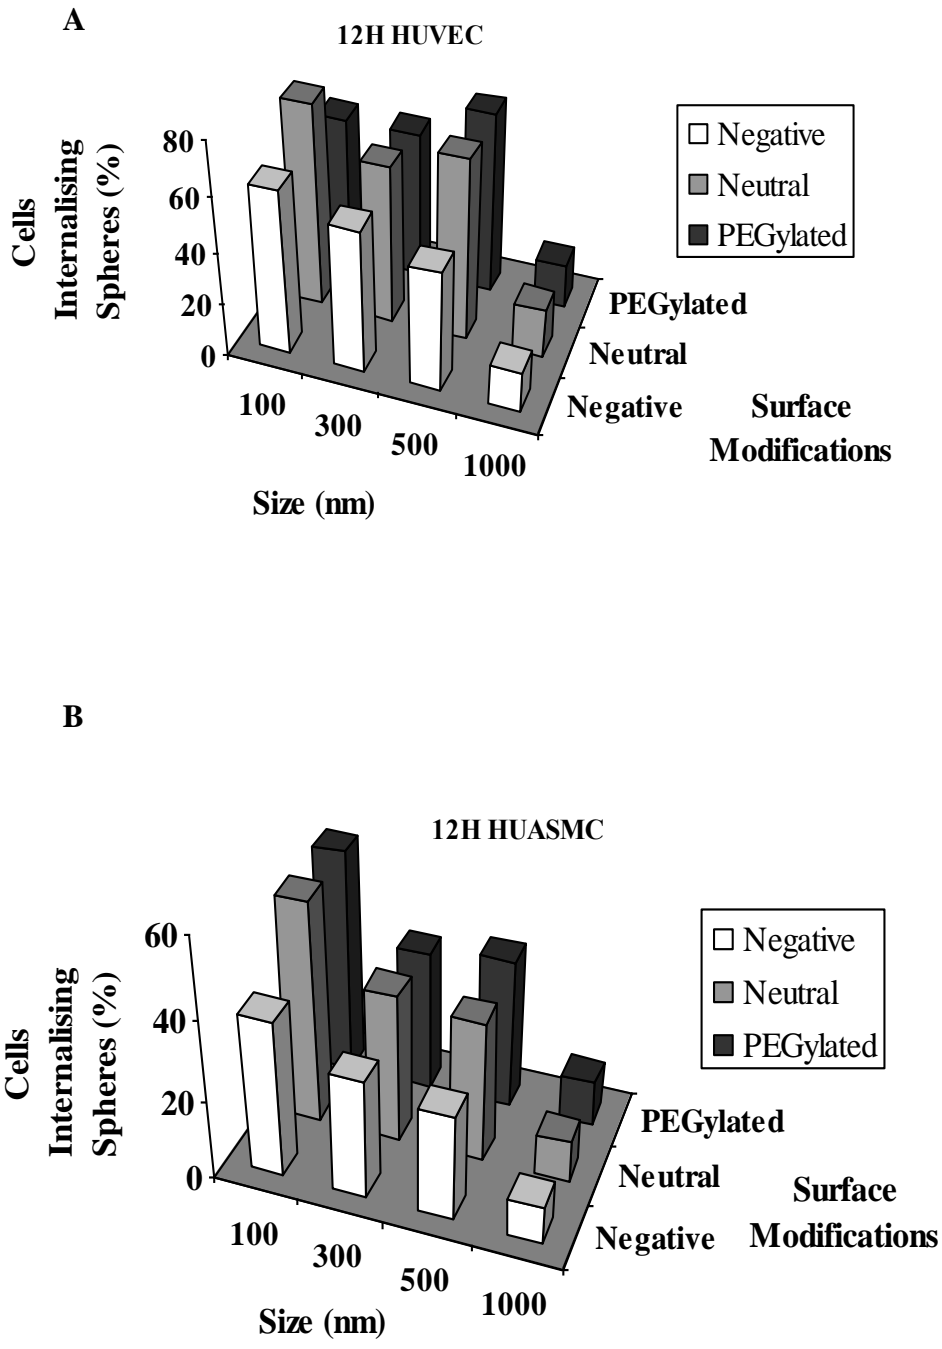 A
12H HUVEC
Cells
Internalising
Spheres (%)
80
60
40
20
0
100
300
500
1000
Size (nm)
Negative
Neutral
PEGylated
PEGylated
Neutral
Negative
Surface
Modifications
B
12H HUASMC
Cells
Internalising
Spheres (%)
60
40
20
0
100
300
500
1000
Size (nm)
Negative
Neutral
PEGylated
PEGylated
Neutral
Negative
Surface
Modifications